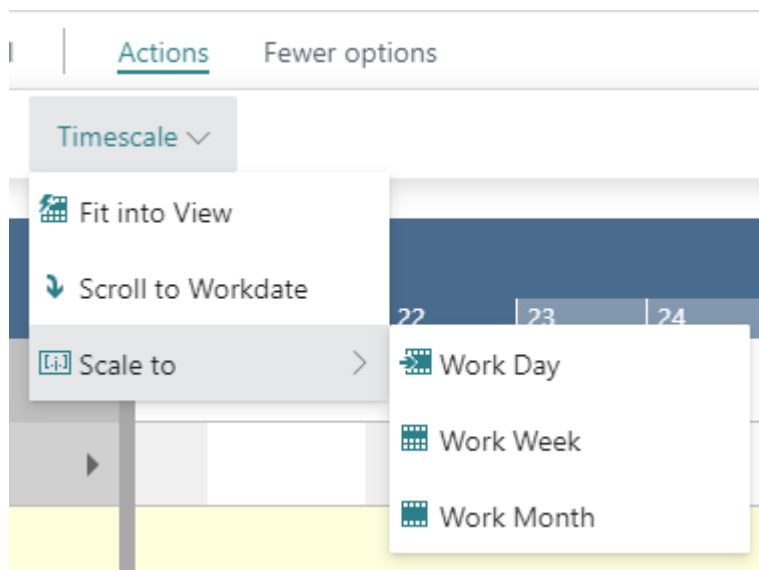 Actions Fewer options
Timescale
Fit into View
Scroll to Workdate
22 23 24
Scale to
Work Day
Work Week
Work Month